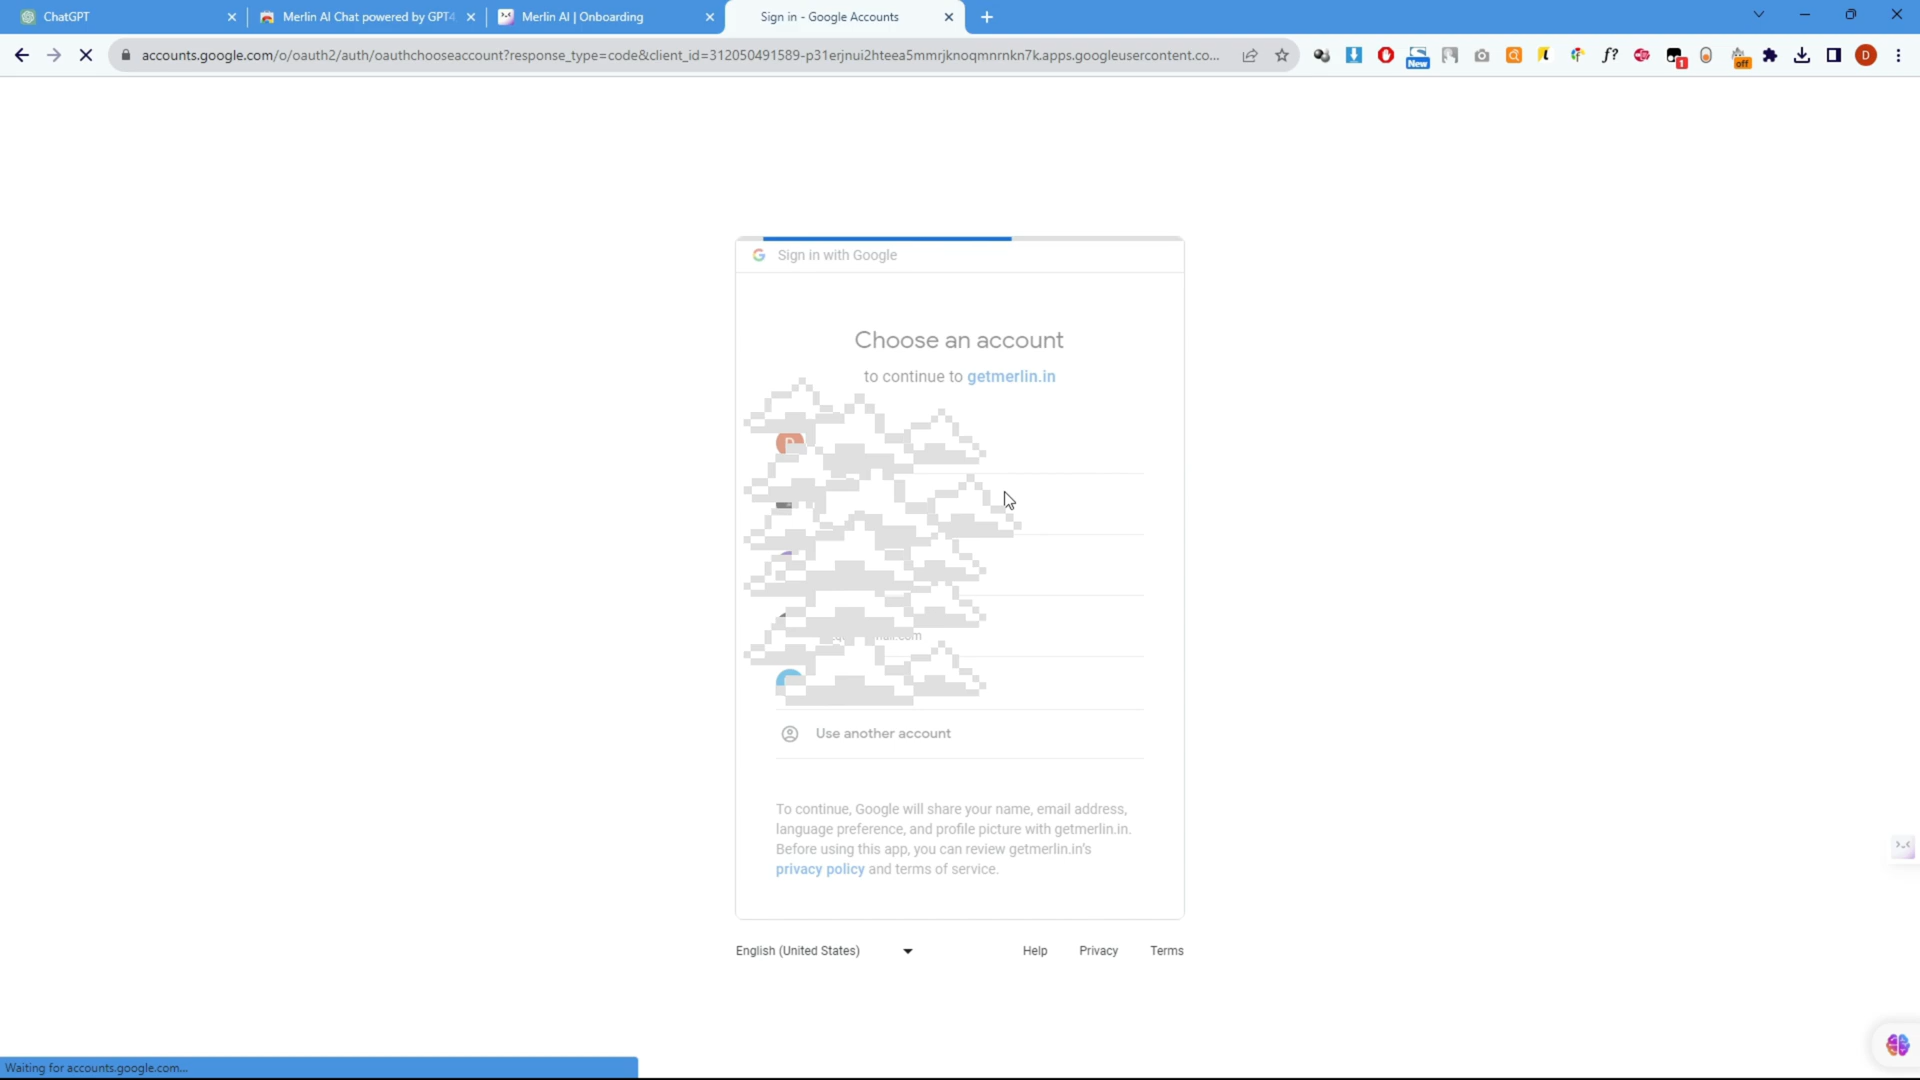 ChatGPT
Merlin AI Chat powered by GPT4
Merlin AI | Onboarding
Sign in - Google Accounts
accounts.google.com/o/oauth2/auth/oauthchooseaccount?response_type=code&client_id=312050491589-p31erjnui2hteea5mmrjknoqmnrnkn7k.apps.googleusercontent.co...
New
f?
1
off
D
Sign in with Google
Choose an account
to continue to getmerlin.in
Use another account
To continue, Google will share your name, email address,
language preference, and profile picture with getmerlin.in.
Before using this app, you can review getmerlin.in's
privacy policy and terms of service.
English (United States)
Help
Privacy
Terms
Waiting for accounts.google.com...